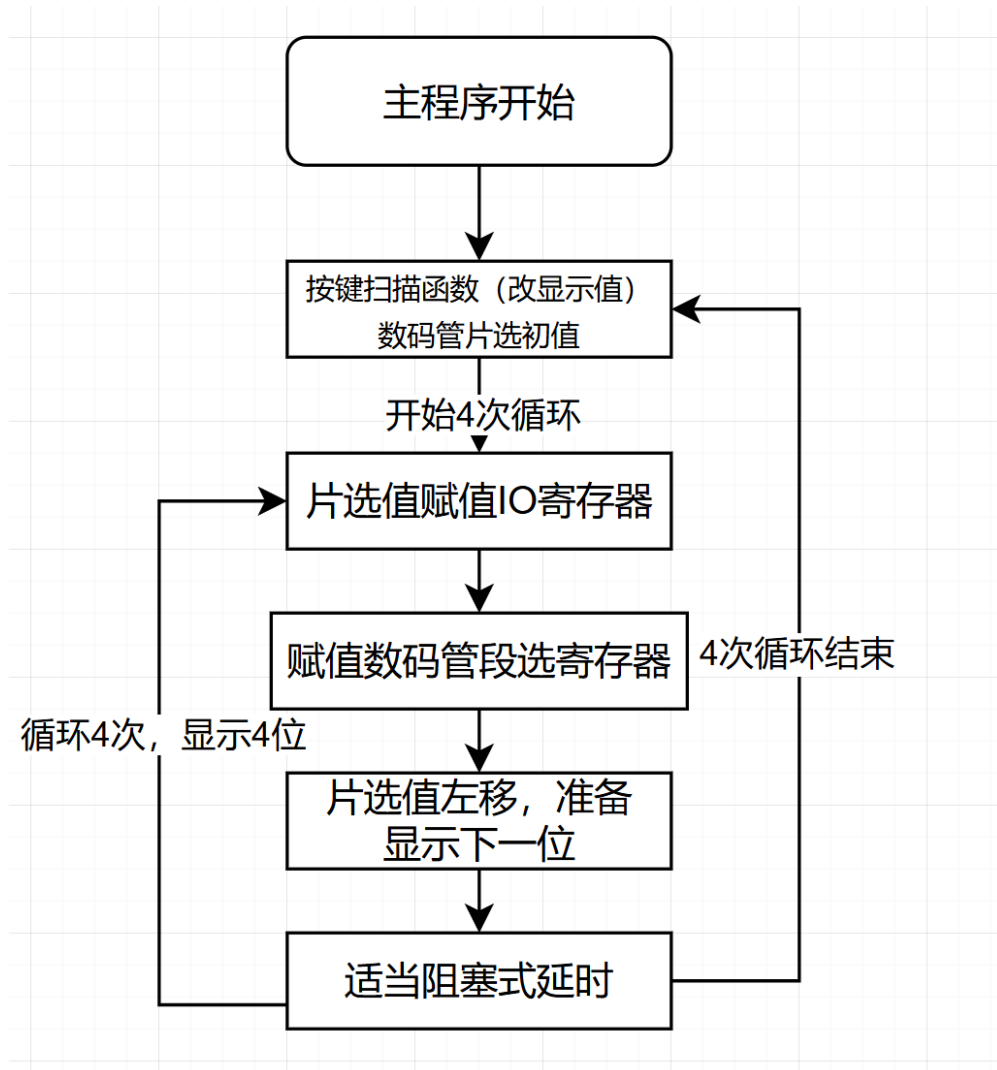 主程序开始
按键扫描函数（改显示值）
数码管片选初值
开始4次循环
片选值赋值IO寄存器
赋值数码管段选寄存器
4次循环结束
循环4次，显示4位
片选值左移，准备
显示下一位
适当阻塞式延时